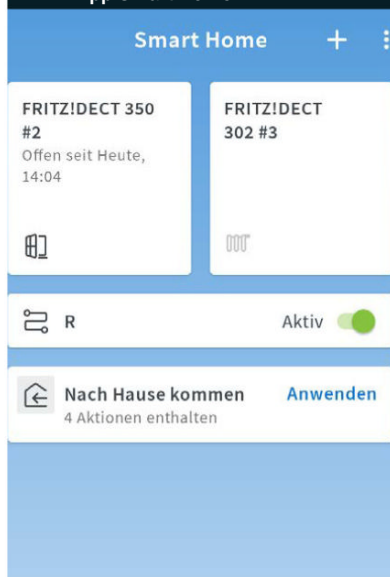 Smart Home
FRITZ!DECT 350
#2
Offen seit Heute,
14:04
FRITZ!DECT
302 #3
R
Aktiv
Nach Hause kommen
4 Aktionen enthalten
Anwenden